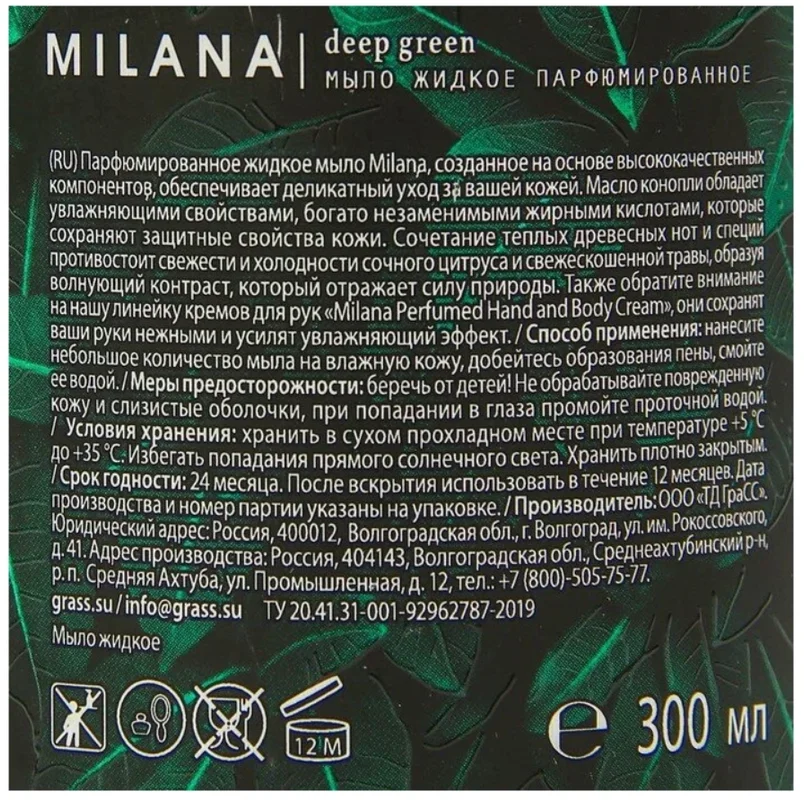 MILANA
deep green
МЫЛО ЖИДКОЕ ПАРФЮМИРОВАННОЕ
(RU) Парфюмированное жидкое мыло Milana, созданное на основе высококачественных
компонентов, обеспечивает деликатный уход за вашей кожей. Масло конопли обладает
увлажняющими свойствами, богато незаменимыми жирными кислотами, которые
сохраняют защитные свойства кожи. Сочетание теплых древесных нот и специй
противостоит свежести и холодности сочного цитруса и свежескошенной травы, образуя
волнующий контраст, который отражает силу природы. Также обратите внимание
на нашу линейку кремов для рук «Milana Perfumed Hand and Body Cream», они сохранят
ваши руки нежными и усилят увлажняющий эффект. / Способ применения: нанесите
небольшое количество мыла на влажную кожу, добейтесь образования пены, смойте
ее водой. / Меры предосторожности: беречь от детей! Не обрабатывайте поврежденную
кожу и слизистые оболочки, при попадании в глаза промойте проточной водой.
/ Условия хранения: хранить в сухом прохладном месте при температуре +5 °С
до +35 °С. Избегать попадания прямого солнечного света. Хранить плотно закрытым.
/ Срок годности: 24 месяца. После вскрытия использовать в течение 12 месяцев. Дата
производства и номер партии указаны на упаковке. / Производитель: ООО «ТД ГраСС».
Юридический адрес: Россия, 400012, Волгоградская обл., г. Волгоград, ул. им. Рокоссовского,
д. 41. Адрес производства: Россия, 404143, Волгоградская обл., Среднеахтубинский р-н,
р.п. Средняя Ахтуба, ул. Промышленная, д. 12, тел.: +7 (800)-505-75-77.
grass.su / info@grass.su ТУ 20.41.31-001-92962787-2019
Мыло жидкое
12 M
℮ 300 мл